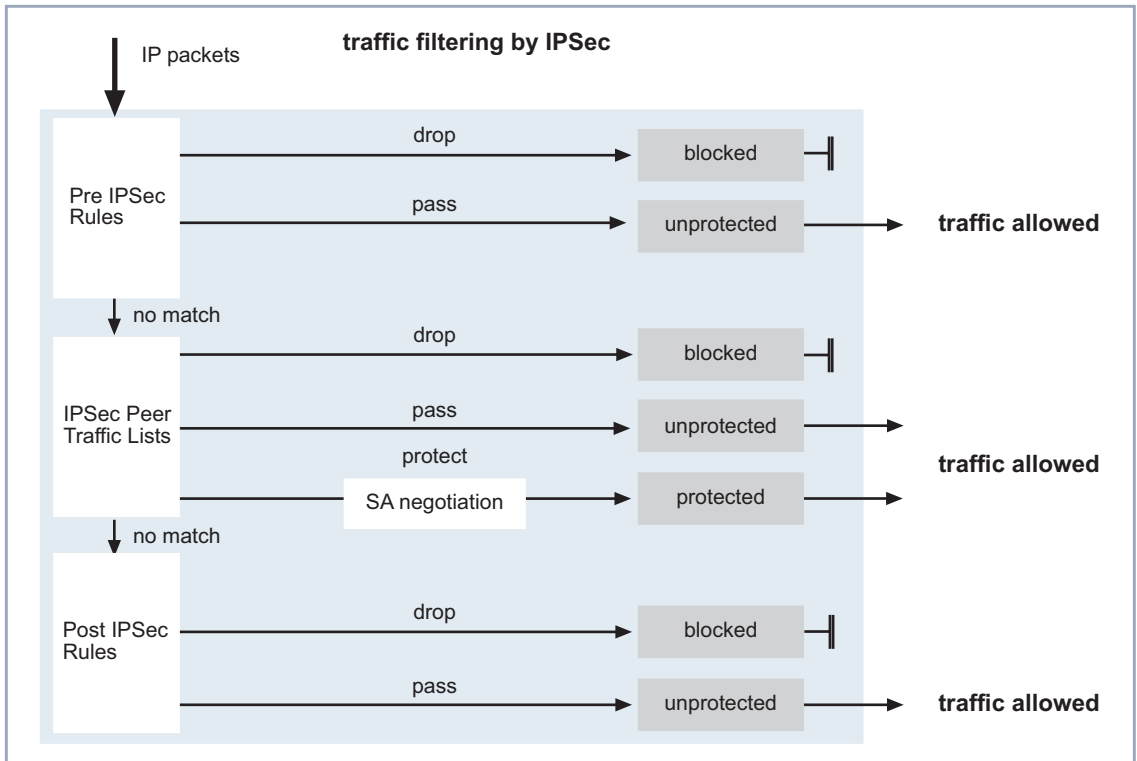 traffic filtering by IPSec
IP packets
drop
blocked
Pre IPSec
Rules
pass
unprotected
traffic allowed
no match
drop
blocked
IPSec Peer
Traffic Lists
pass
unprotected
protect
traffic allowed
SA negotiation
protected
no match
drop
blocked
Post IPSec
Rules
pass
unprotected
traffic allowed